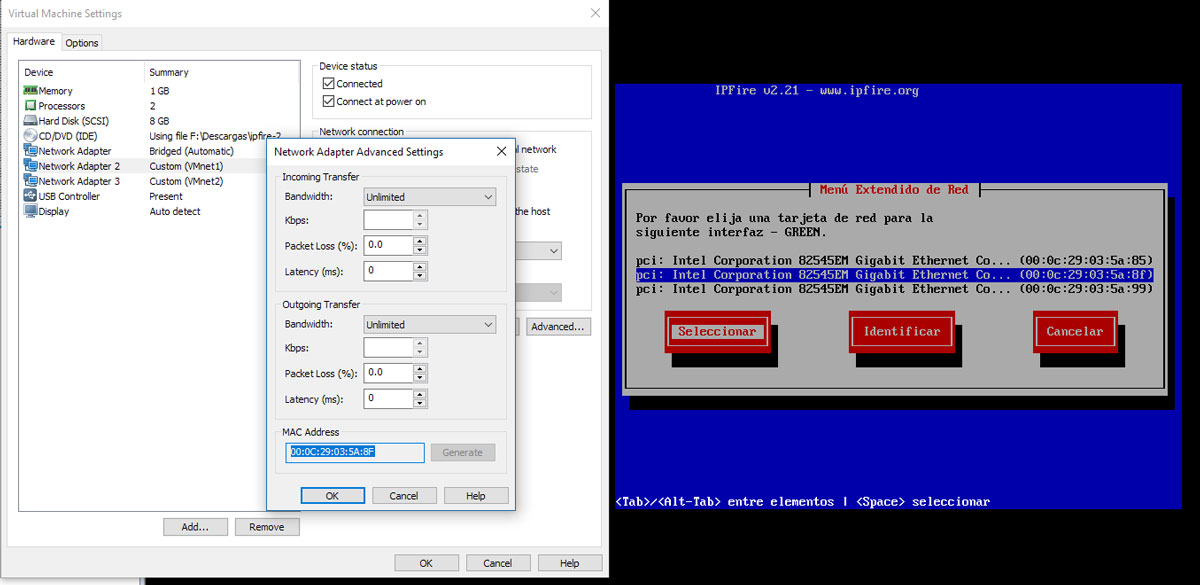 Virtual Machine Settings
Hardware
Options
Device Summary
Memory 1 GB
Processors 2
Hard Disk (SCSI) 8 GB
CD/DVD (IDE) Using file F:\Descargas\ipfire-2
Network Adapter Bridged (Automatic)
Network Adapter 2 Custom (VMnet1)
Network Adapter 3 Custom (VMnet2)
USB Controller Present
Display Auto detect
Add...
Remove
Device status
Connected
Connect at power on
Network connection
network
state
the host
Advanced...
OK
Cancel
Help
Network Adapter Advanced Settings
Incoming Transfer
Bandwidth: Unlimited
Kbps:
Packet Loss (%): 0.0
Latency (ms): 0
Outgoing Transfer
Bandwidth: Unlimited
Kbps:
Packet Loss (%): 0.0
Latency (ms): 0
MAC Address
00:0C:29:03:5A:8F
Generate
OK
Cancel
Help
IPFire v2.21 - www.ipfire.org
Menú Extendido de Red
Por favor elija una tarjeta de red para la
siguiente interfaz - GREEN.
pci: Intel Corporation 82545EM Gigabit Ethernet Co... (00:0c:29:03:5a:85)
pci: Intel Corporation 82545EM Gigabit Ethernet Co... (00:0c:29:03:5a:8f)
pci: Intel Corporation 82545EM Gigabit Ethernet Co... (00:0c:29:03:5a:99)
Seleccionar
Identificar
Cancelar
<Tab>/<Alt-Tab> entre elementos | <Space> seleccionar